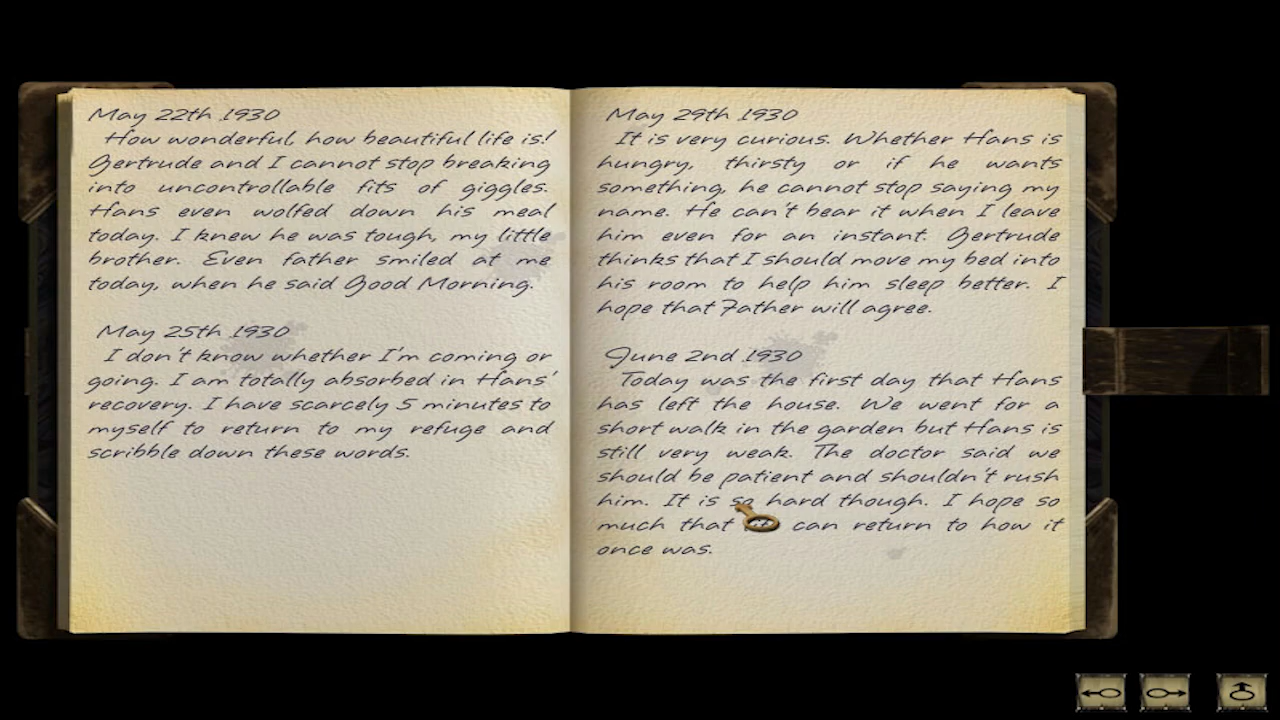 May 22th 1930
How wonderful, how beautiful life is!
Gertrude and I cannot stop breaking
into uncontrollable fits of giggles.
Hans even wolfed down his meal
today. I knew he was tough, my little
brother. Even father smiled at me
today, when he said Good Morning.
May 25th 1930
I don't know whether I'm coming or
going. I am totally absorbed in Hans'
recovery. I have scarcely 5 minutes to
myself to return to my refuge and
scribble down these words.
May 29th 1930
It is very curious. Whether Hans is
hungry, thirsty or if he wants
something, he cannot stop saying my
name. He can't bear it when I leave
him even for an instant. Gertrude
thinks that I should move my bed into
his room to help him sleep better. I
hope that Father will agree.
June 2nd 1930
Today was the first day that Hans
has left the house. We went for a
short walk in the garden but Hans is
still very weak. The doctor said we
should be patient and shouldn't rush
him. It is so hard though. I hope so
much that can return to how it
once was.